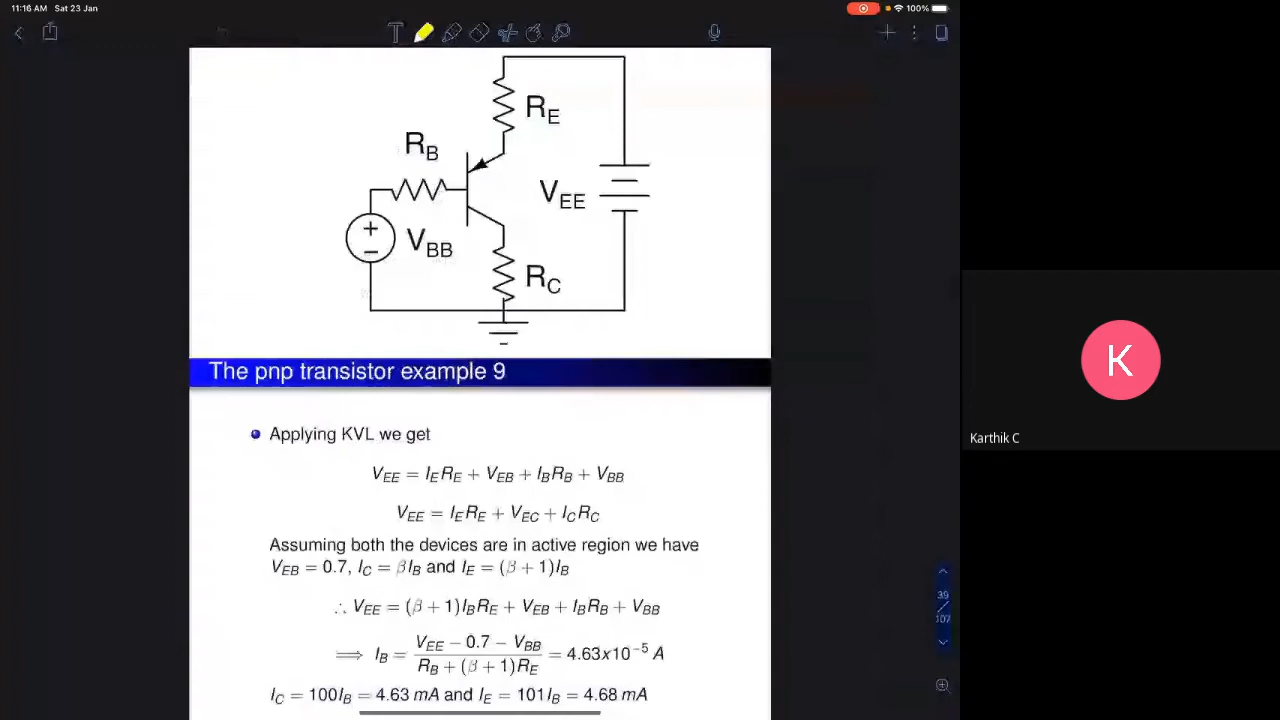 11:16 AM Sat 23 Jan
100%
R_E
R_B
V_EE
+
−
V_BB
R_C
The pnp transistor example 9
Applying KVL we get
V_EE = I_E R_E + V_EB + I_B R_B + V_BB
V_EE = I_E R_E + V_EC + I_C R_C
Assuming both the devices are in active region we have
V_EB = 0.7, I_C = βI_B and I_E = (β + 1)I_B
∴ V_EE = (β + 1)I_B R_E + V_EB + I_B R_B + V_BB
⟹ I_B = (V_EE − 0.7 − V_BB) / (R_B + (β + 1)R_E) = 4.63x10^−5 A
I_C = 100I_B = 4.63 mA and I_E = 101I_B = 4.68 mA
39
107
K
Karthik C